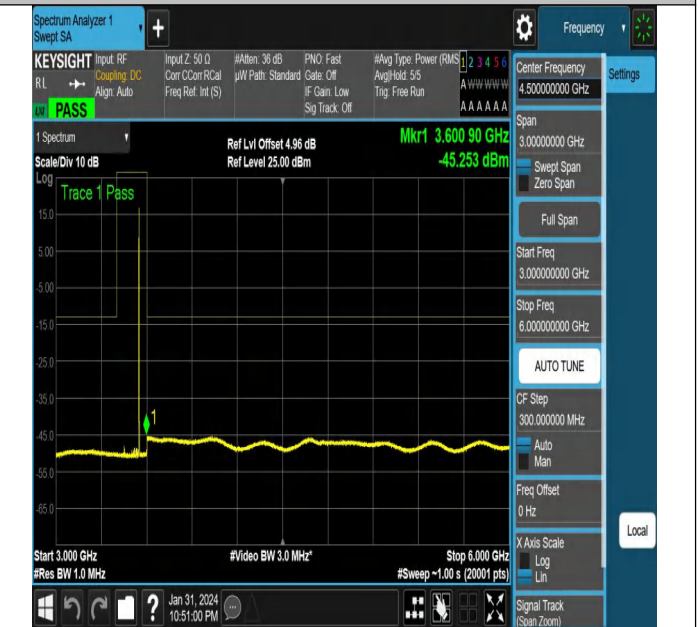 Spectrum Analyzer 1
Swept SA
+
Frequency
KEYSIGHT
RL
LXI
PASS
Input: RF
Coupling: DC
Align: Auto
Input Z: 50 Ω
Corr CCorr RCal
Freq Ref: Int (S)
#Atten: 36 dB
µW Path: Standard
PNO: Fast
Gate: Off
IF Gain: Low
Sig Track: Off
#Avg Type: Power (RMS
Avg|Hold: 5/5
Trig: Free Run
1 2 3 4 5 6
A W W W W W
A A A A A A
1 Spectrum
Scale/Div 10 dB
Ref Lvl Offset 4.96 dB
Ref Level 25.00 dBm
Mkr1 3.600 90 GHz
-45.253 dBm
Log
Trace 1 Pass
15.0
5.00
-5.00
-15.0
-25.0
-35.0
1
-45.0
-55.0
-65.0
Start 3.000 GHz
#Res BW 1.0 MHz
#Video BW 3.0 MHz*
Stop 6.000 GHz
#Sweep ~1.00 s (20001 pts)
?
Jan 31, 2024
10:51:00 PM
Center Frequency
4.500000000 GHz
Settings
Span
3.00000000 GHz
Swept Span
Zero Span
Full Span
Start Freq
3.000000000 GHz
Stop Freq
6.000000000 GHz
AUTO TUNE
CF Step
300.000000 MHz
Auto
Man
Freq Offset
0 Hz
Local
X Axis Scale
Log
Lin
Signal Track
(Span Zoom)